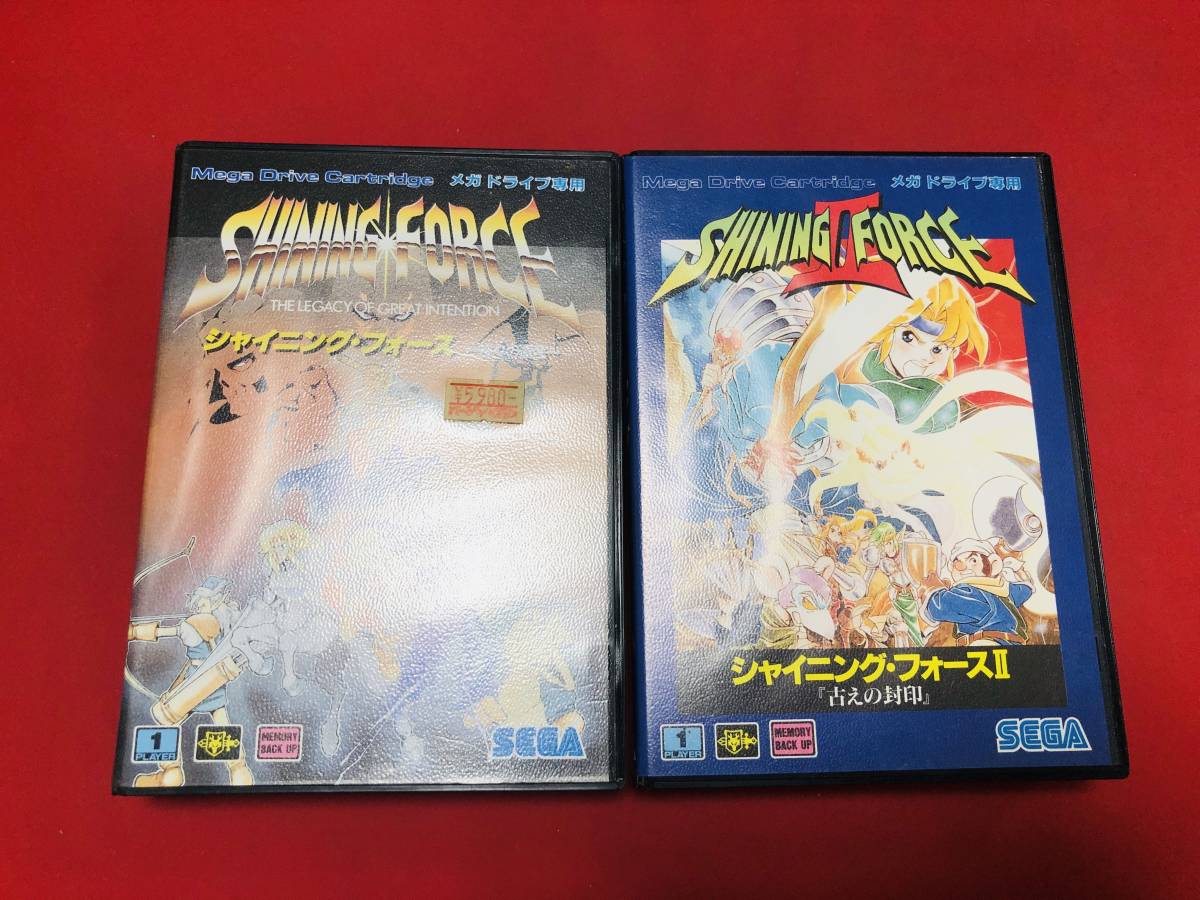 Mega Drive Cartridge メガドライブ専用
SHINING FORCE
THE LEGACY OF GREAT INTENTION
シャイニング・フォース
¥5,980-
1
PLAYER
MEMORY
BACK UP
SEGA
Mega Drive Cartridge メガドライブ専用
SHINING FORCE II
シャイニング・フォースII
『古えの封印』
1
PLAYER
MEMORY
BACK UP
SEGA